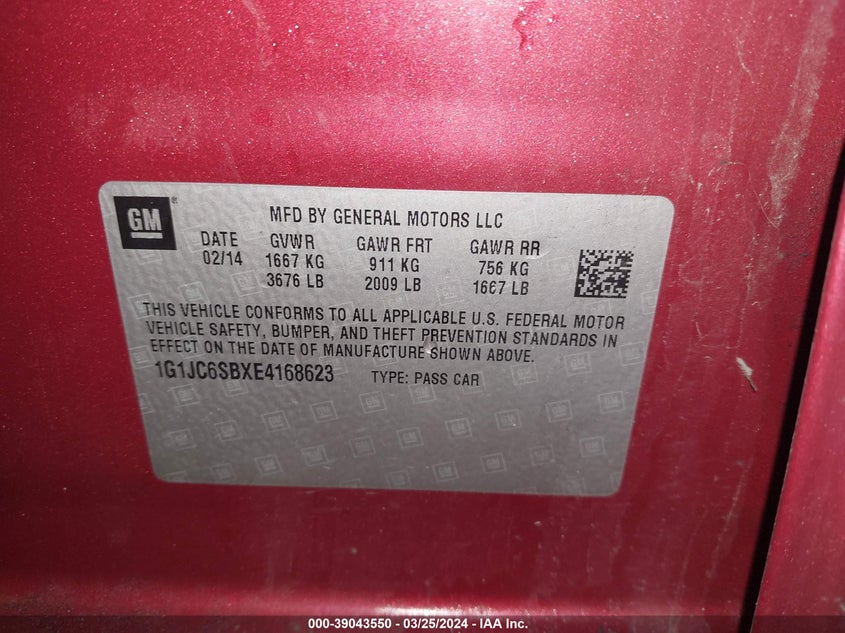 GM
MFD BY GENERAL MOTORS LLC
DATE GVWR GAWR FRT GAWR RR
02/14 1667 KG 911 KG 756 KG
3676 LB 2009 LB 1667 LB
THIS VEHICLE CONFORMS TO ALL APPLICABLE U.S. FEDERAL MOTOR
VEHICLE SAFETY, BUMPER, AND THEFT PREVENTION STANDARDS IN
EFFECT ON THE DATE OF MANUFACTURE SHOWN ABOVE.
1G1JC6SBXE4168623 TYPE: PASS CAR
000-39043550 - 03/25/2024 - IAA Inc.